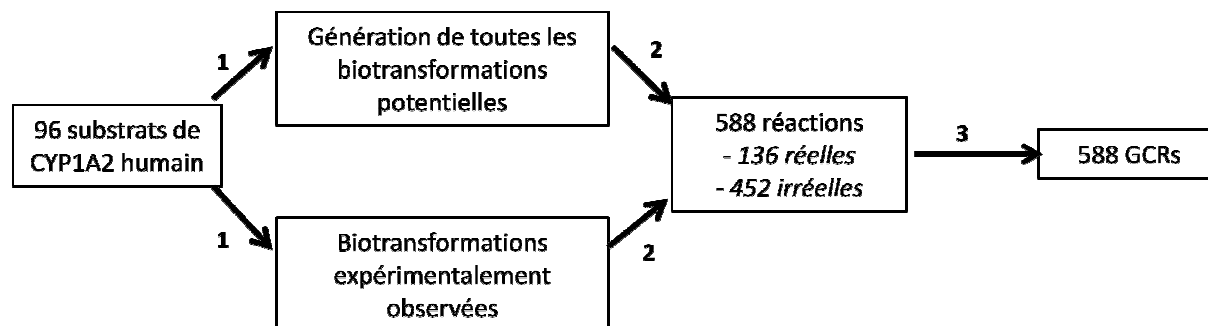 Génération de toutes les
biotransformations
potentielles
1
2
96 substrats de
CYP1A2 humain
588 réactions
- 136 réelles
- 452 irréelles
3
588 GCRs
1
2
Biotransformations
expérimentalement
observées